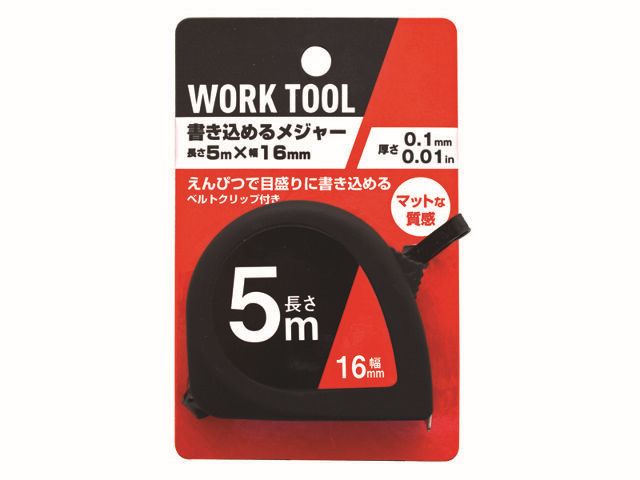 WORK TOOL
書き込めるメジャー
長さ5m×幅16mm
厚さ 0.1mm
0.01in
えんぴつで目盛りに書き込める
ベルトクリップ付き
マットな
質感
5m 長さ
16mm 幅